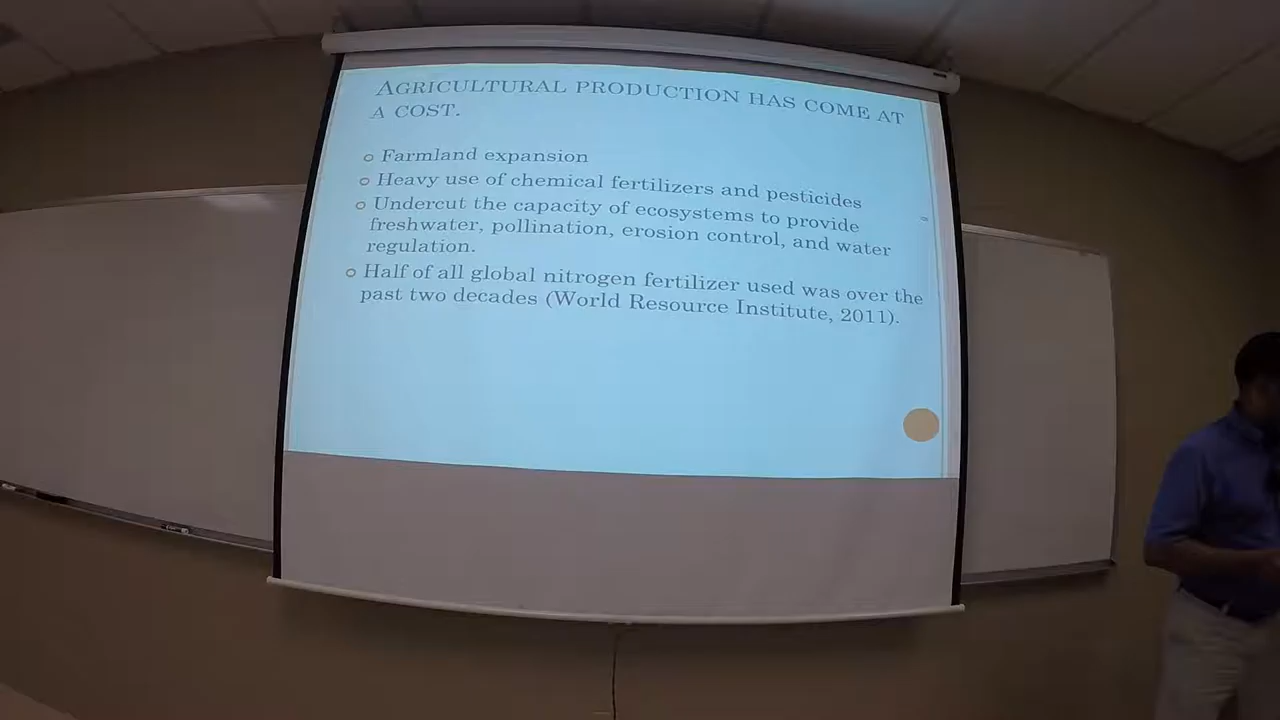 AGRICULTURAL PRODUCTION HAS COME AT
A COST.
Farmland expansion
Heavy use of chemical fertilizers and pesticides
Undercut the capacity of ecosystems to provide
freshwater, pollination, erosion control, and water
regulation.
Half of all global nitrogen fertilizer used was over the
past two decades (World Resource Institute, 2011).